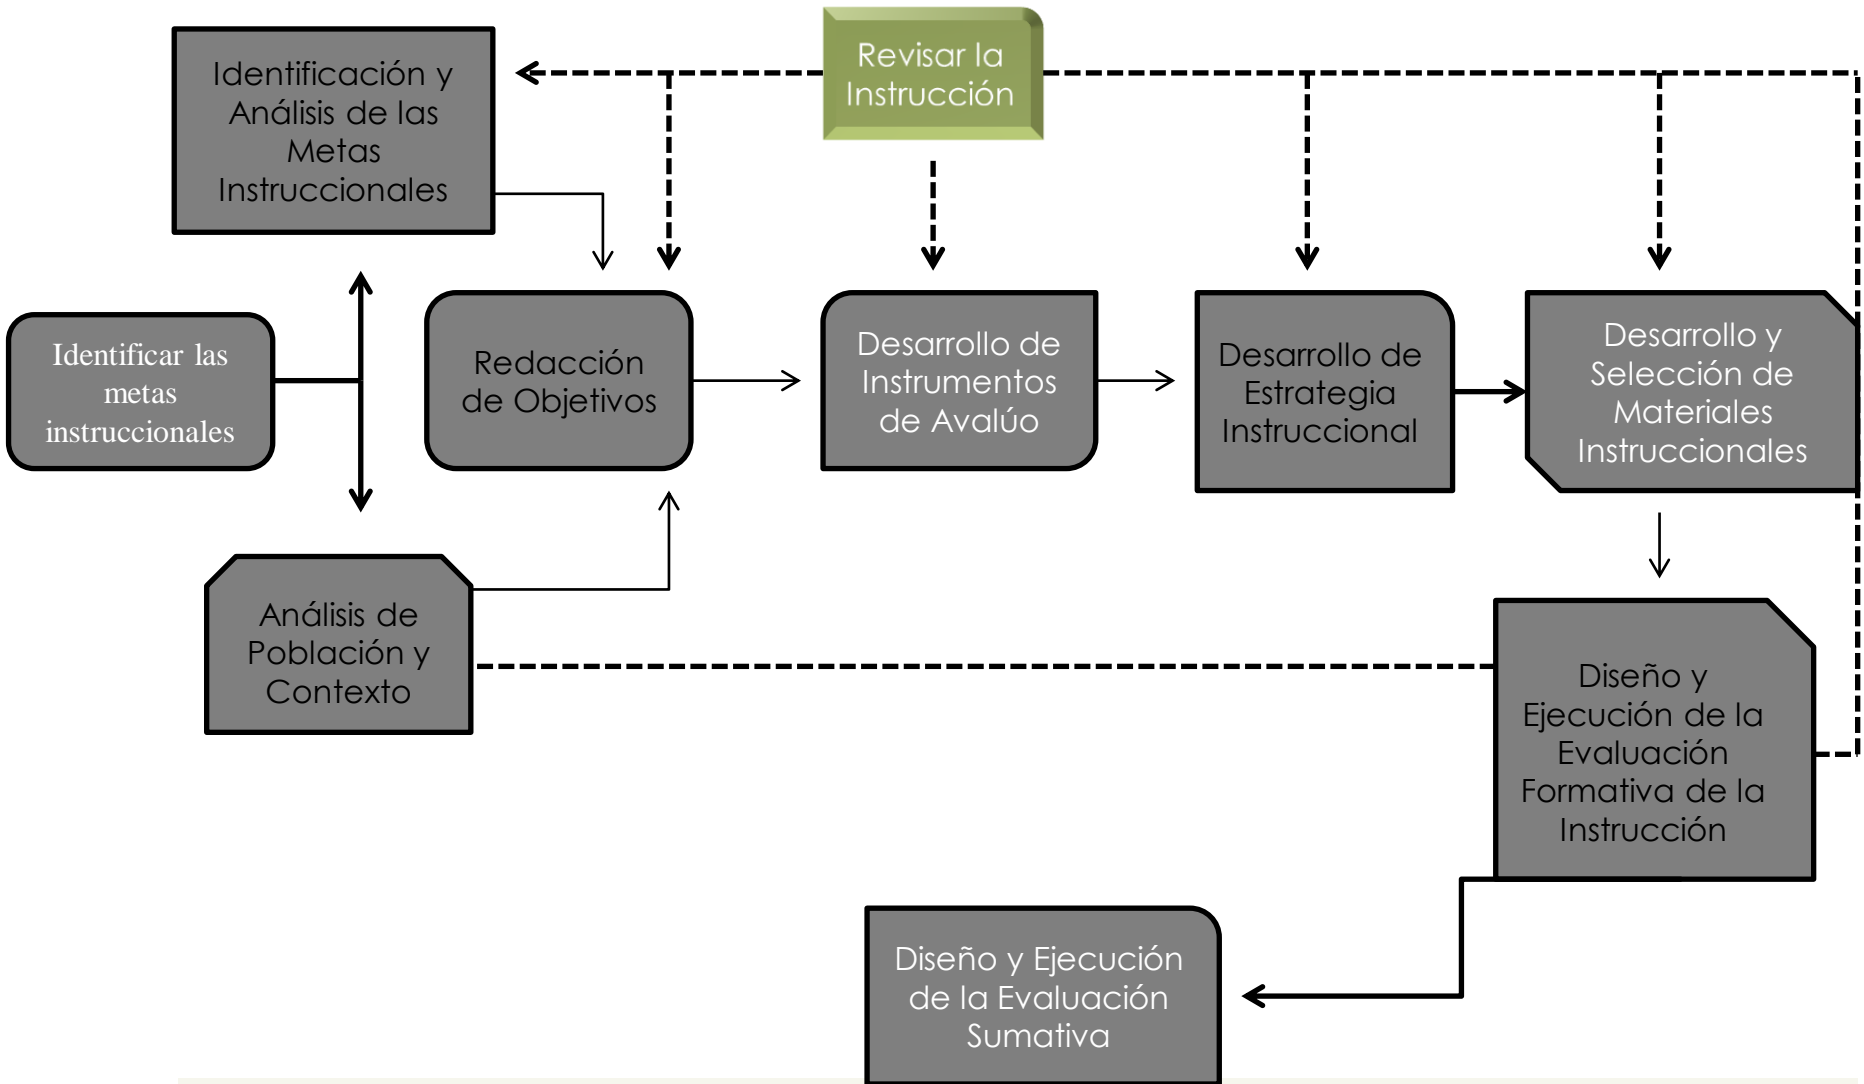 Revisar la
Instrucción
Identificación y
Análisis de las
Metas
Instruccionales
Identificar las
metas
instruccionales
Redacción
de Objetivos
Desarrollo de
Instrumentos
de Avalúo
Desarrollo de
Estrategia
Instruccional
Desarrollo y
Selección de
Materiales
Instruccionales
Análisis de
Población y
Contexto
Diseño y
Ejecución de la
Evaluación
Formativa de la
Instrucción
Diseño y Ejecución
de la Evaluación
Sumativa